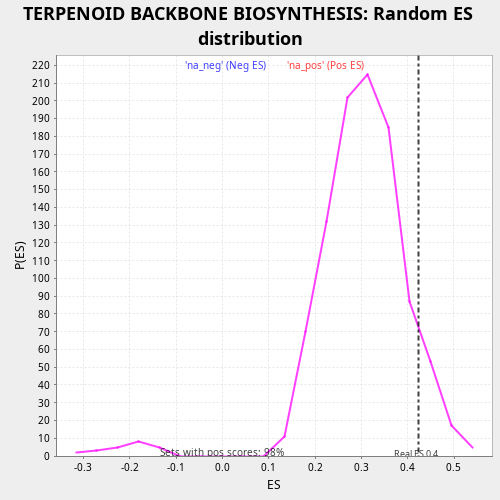 TERPENOID BACKBONE BIOSYNTHESIS: Random ES
distribution
'na_neg' (Neg ES) 'na_pos' (Pos ES)
P(ES)
220
210
200
190
180
170
160
150
140
130
120
110
100
90
80
70
60
50
40
30
20
10
0
Sets with pos scores: 98%
Real ES 0.4
-0.3 -0.2 -0.1 0.0 0.1 0.2 0.3 0.4 0.5
ES